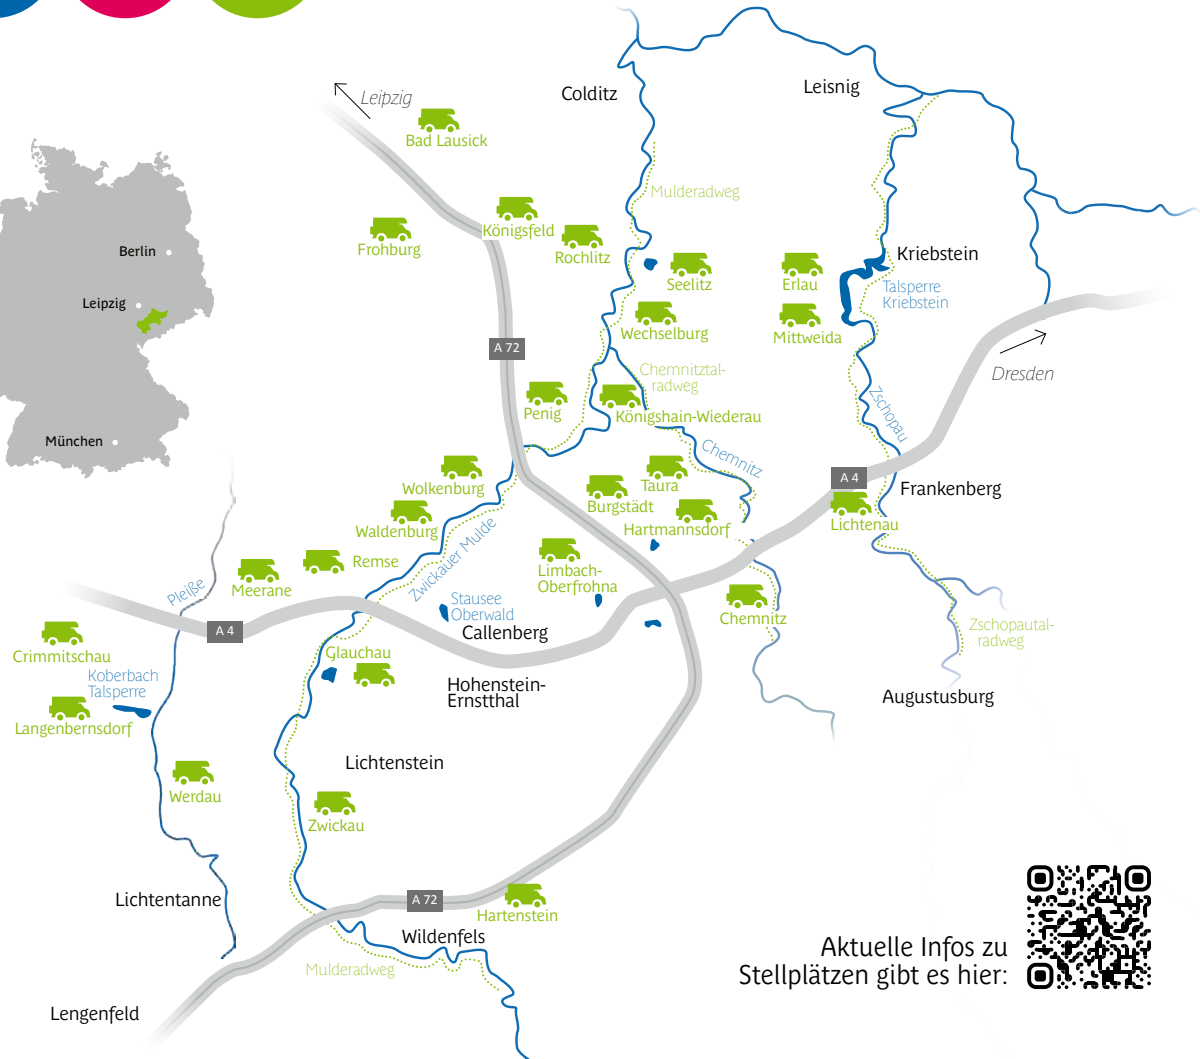 Leipzig
Bad Lausick
Colditz
Leisnig
Mulderadweg
Königsfeld
Frohburg
Rochlitz
Berlin
Kriebstein
Seelitz
Erlau
Talsperre
Kriebstein
Leipzig
Wechselburg
Mittweida
A 72
Chemnitztal-
radweg
Dresden
Penig
Königshain-Wiederau
Zschopau
München
Chemnitz
A 4
Wolkenburg
Taura
Burgstädt
Frankenberg
Waldenburg
Hartmannsdorf
Lichtenau
Zwickauer Mulde
Remse
Limbach-
Oberfrohna
Meerane
Pleiße
Stausee
Oberwald
Chemnitz
A 4
Callenberg
Zschopautal-
radweg
Crimmitschau
Glauchau
Koberbach
Talsperre
Hohenstein-
Ernstthal
Augustusburg
Langenbernsdorf
Lichtenstein
Werdau
Zwickau
Lichtentanne
A 72
Hartenstein
Wildenfels
Mulderadweg
Lengenfeld
Aktuelle Infos zu
Stellplätzen gibt es hier: